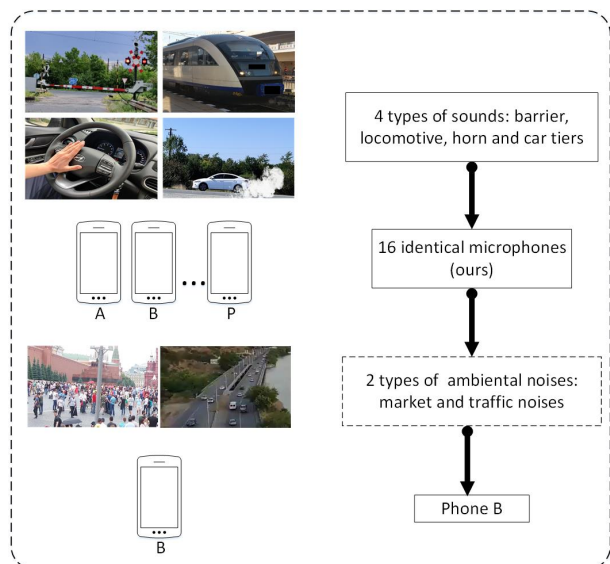 4 types of sounds: barrier,
locomotive, horn and car tiers
16 identical microphones
(ours)
A B ... P
2 types of  ambiental noises:
market and traffic noises
B
Phone B